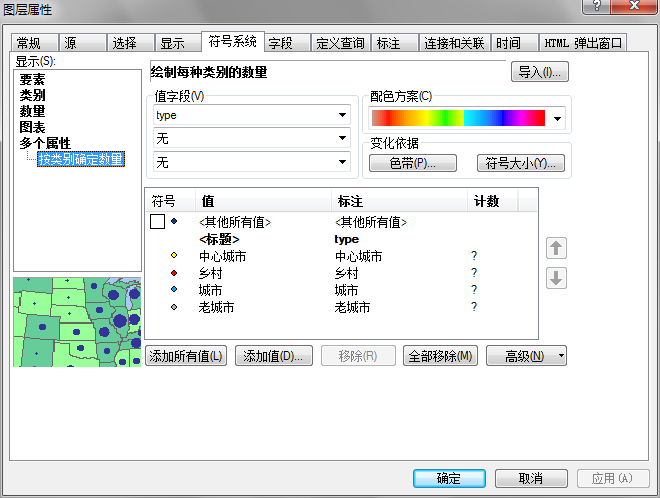 图层属性
常规 源 选择 显示 符号系统 字段 定义查询 标注 连接和关联 时间 HTML 弹出窗口
显示(S):
要素
类别
数量
图表
多个属性
按类别确定数量
绘制每种类别的数量
导入(I)...
值字段(V)
type
无
无
配色方案(C)
变化依据
色带(P)... 符号大小(Y)...
符号 值 标注 计数
<其他所有值> <其他所有值>
<标题> type
中心城市 中心城市 ?
乡村 乡村 ?
城市 城市 ?
老城市 老城市 ?
添加所有值(L) 添加值(D)... 移除(R) 全部移除(M) 高级(N)
确定 取消 应用(A)